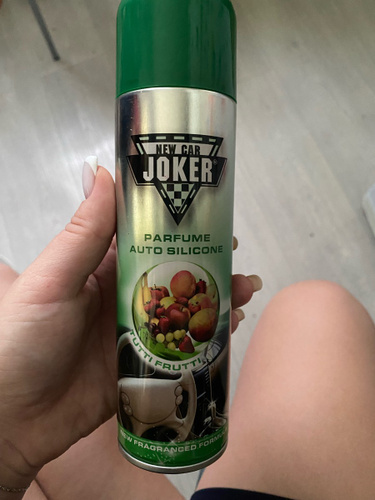 NEW CAR
JOKER®
PARFUME
AUTO SILICONE
TUTTI FRUTTI
NEW FRAGRANCED FORMULA